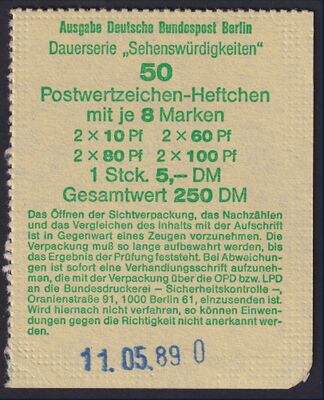 Ausgabe Deutsche Bundespost Berlin
Dauerserie „Sehenswürdigkeiten“
50
Postwertzeichen-Heftchen
mit je 8 Marken
2 × 10 Pf 2 × 60 Pf
2 × 80 Pf 2 × 100 Pf
1 Stck. 5,– DM
Gesamtwert 250 DM
Das Öffnen der Sichtverpackung, das Nachzählen
und das Vergleichen des Inhalts mit der Aufschrift
ist in Gegenwart eines Zeugen vorzunehmen. Die
Verpackung muß so lange aufbewahrt werden, bis
das Ergebnis der Prüfung feststeht. Bei Abweichun-
gen ist sofort eine Verhandlungsschrift aufzuneh-
men, die mit der Verpackung über die OPD bzw. LPD
an die Bundesdruckerei – Sicherheitskontrolle –,
Oranienstraße 91, 1000 Berlin 61, einzusenden ist.
Wird hiernach nicht verfahren, so können Einwen-
dungen gegen die Richtigkeit nicht anerkannt wer-
den.
11.05.89 0